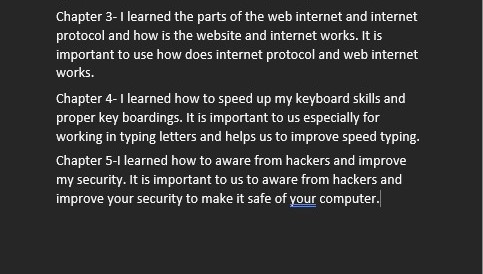 Chapter 3- I learned the parts of the web internet and internet
protocol and how is the website and internet works. It is
important to use how does internet protocol and web internet
works.
Chapter 4- I learned how to speed up my keyboard skills and
proper key boardings. It is important to us especially for
working in typing letters and helps us to improve speed typing.
Chapter 5-I learned how to aware from hackers and improve
my security. It is important to us to aware from hackers and
improve your security to make it safe of your computer.